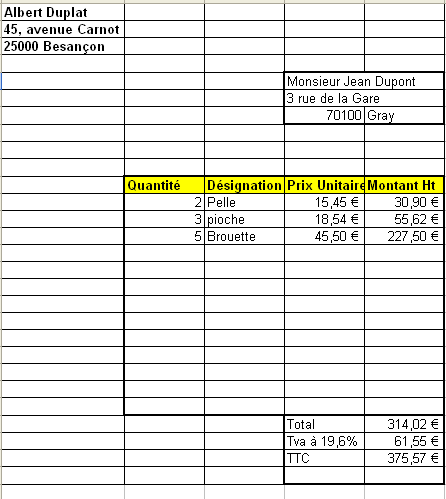 Albert Duplat
45, avenue Carnot
25000 Besançon
Monsieur Jean Dupont
3 rue de la Gare
70100 Gray
Quantité Désignation Prix Unitaire Montant Ht
2 Pelle 15,45 € 30,90 €
3 pioche 18,54 € 55,62 €
5 Brouette 45,50 € 227,50 €
Total 314,02 €
Tva à 19,6% 61,55 €
TTC 375,57 €